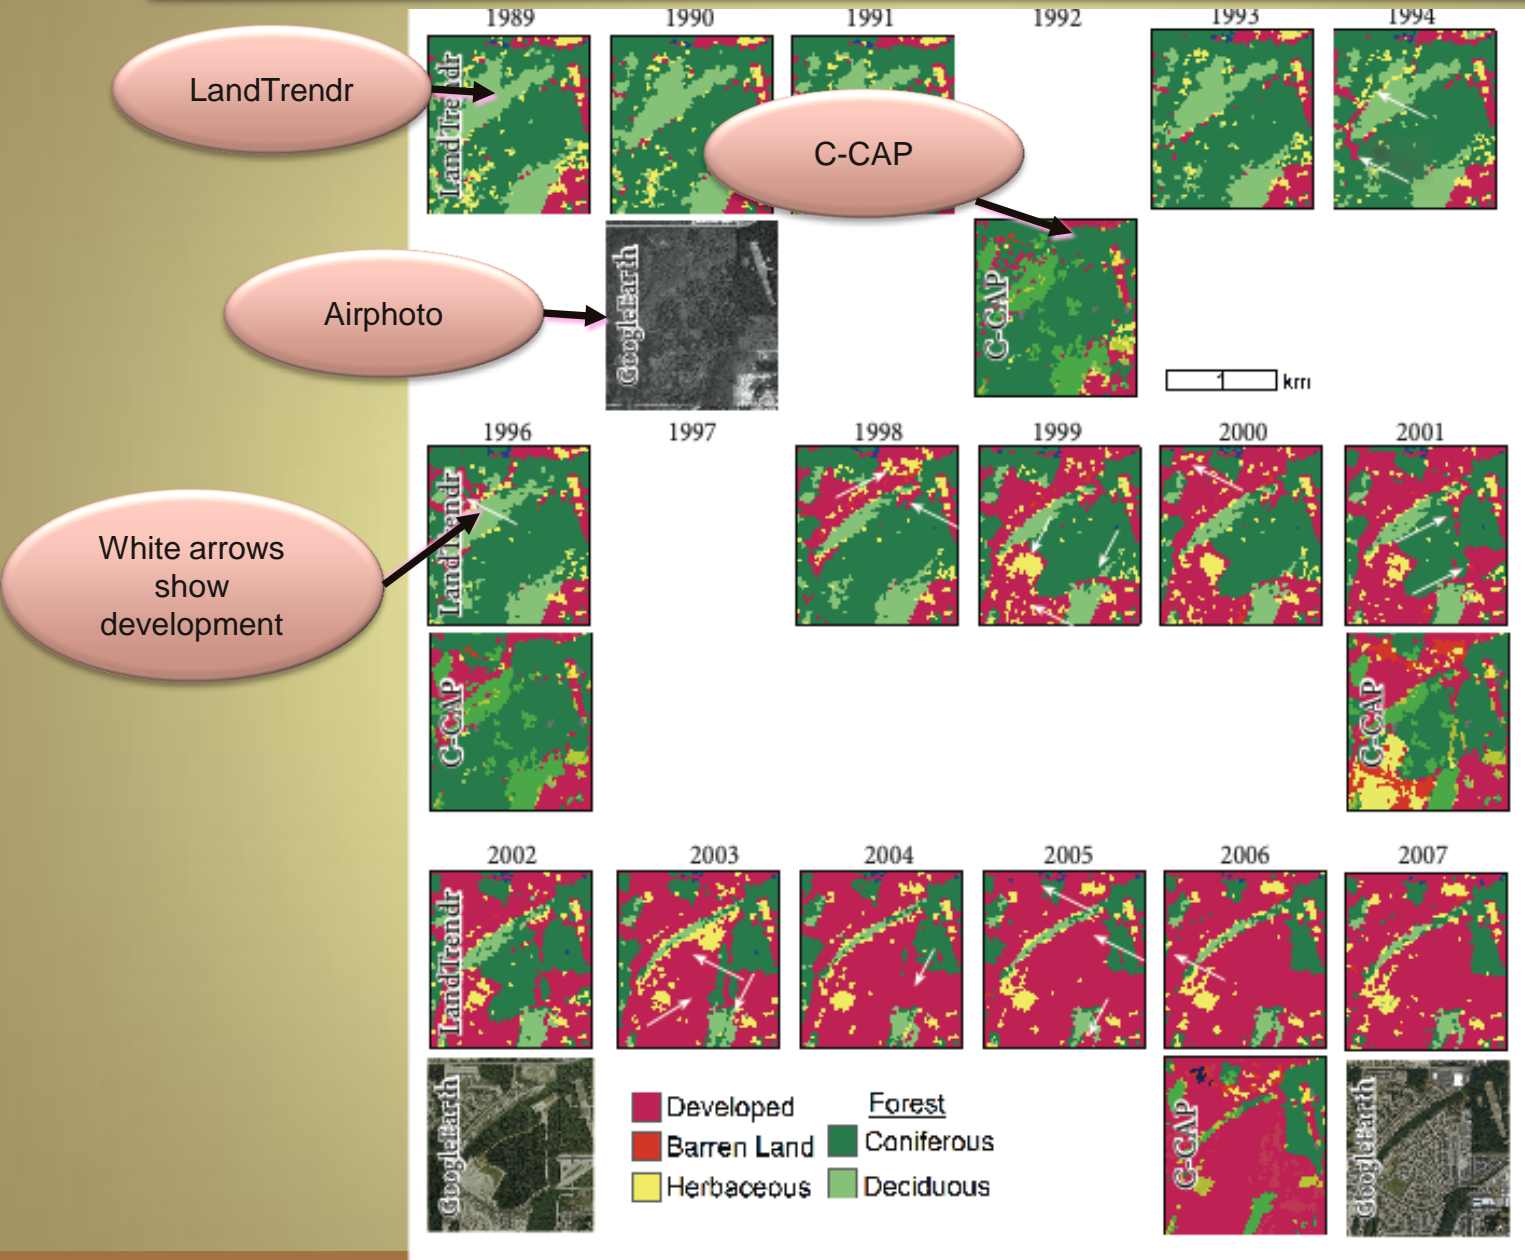 1989 1990 1991 1992 1993 1994
LandTrendr
LandTrendr
C-CAP
Airphoto
GoogleEarth
C-CAP
1 km
1996 1997 1998 1999 2000 2001
LandTrendr
White arrows
show
development
C-CAP
C-CAP
2002 2003 2004 2005 2006 2007
LandTrendr
GoogleEarth
Developed
Barren Land
Herbaceous
Forest
Coniferous
Deciduous
C-CAP
GoogleEarth